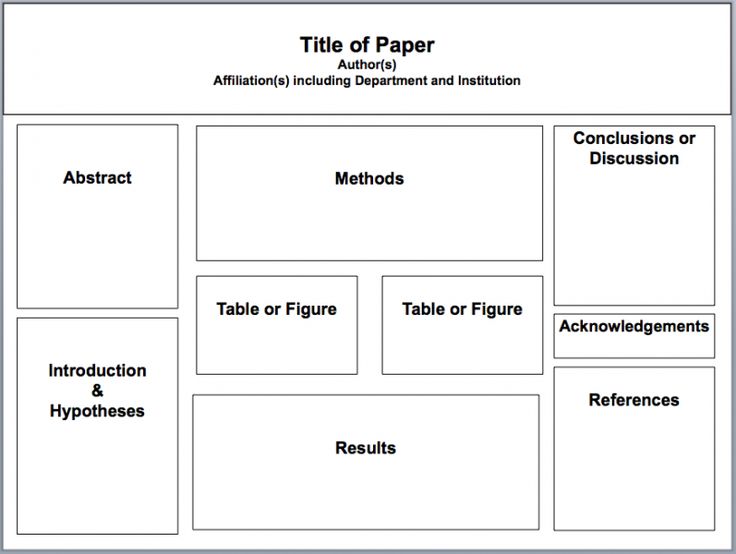 Title of Paper
Author(s)
Affiliation(s) including Department and Institution
Abstract
Introduction
&
Hypotheses
Methods
Table or Figure
Table or Figure
Results
Conclusions or
Discussion
Acknowledgements
References